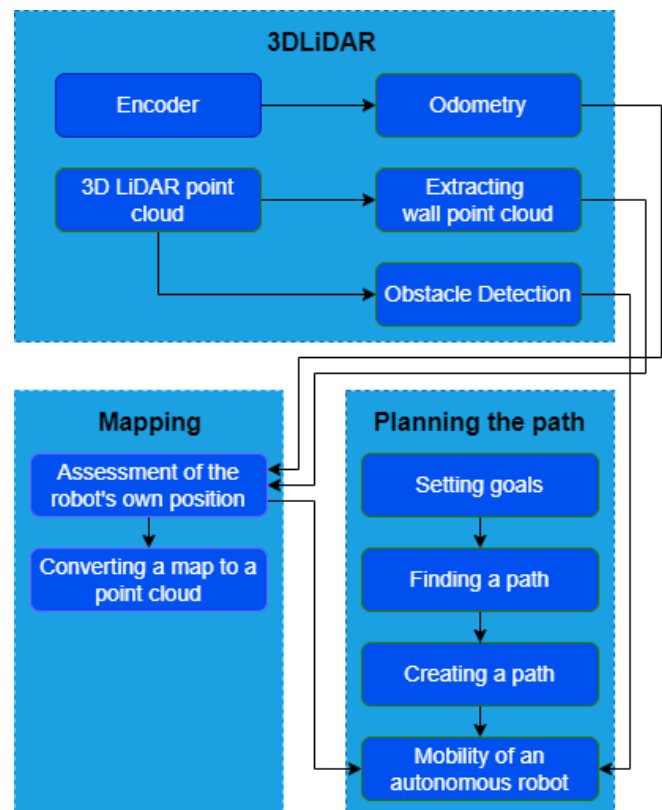 3DLiDAR
Encoder
Odometry
3D LiDAR point
cloud
Extracting
wall point cloud
Obstacle Detection
Mapping
Assessment of the
robot's own position
Converting a map to a
point cloud
Planning the path
Setting goals
Finding a path
Creating a path
Mobility of an
autonomous robot